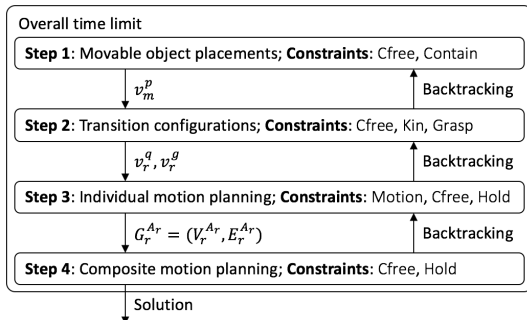 Overall time limit
Step 1: Movable object placements; Constraints: Cfree, Contain
v_m^p Backtracking
Step 2: Transition configurations; Constraints: Cfree, Kin, Grasp
v_r^q, v_r^g Backtracking
Step 3: Individual motion planning; Constraints: Motion, Cfree, Hold
G_r^{A_r} = (V_r^{A_r}, E_r^{A_r}) Backtracking
Step 4: Composite motion planning; Constraints: Cfree, Hold
Solution